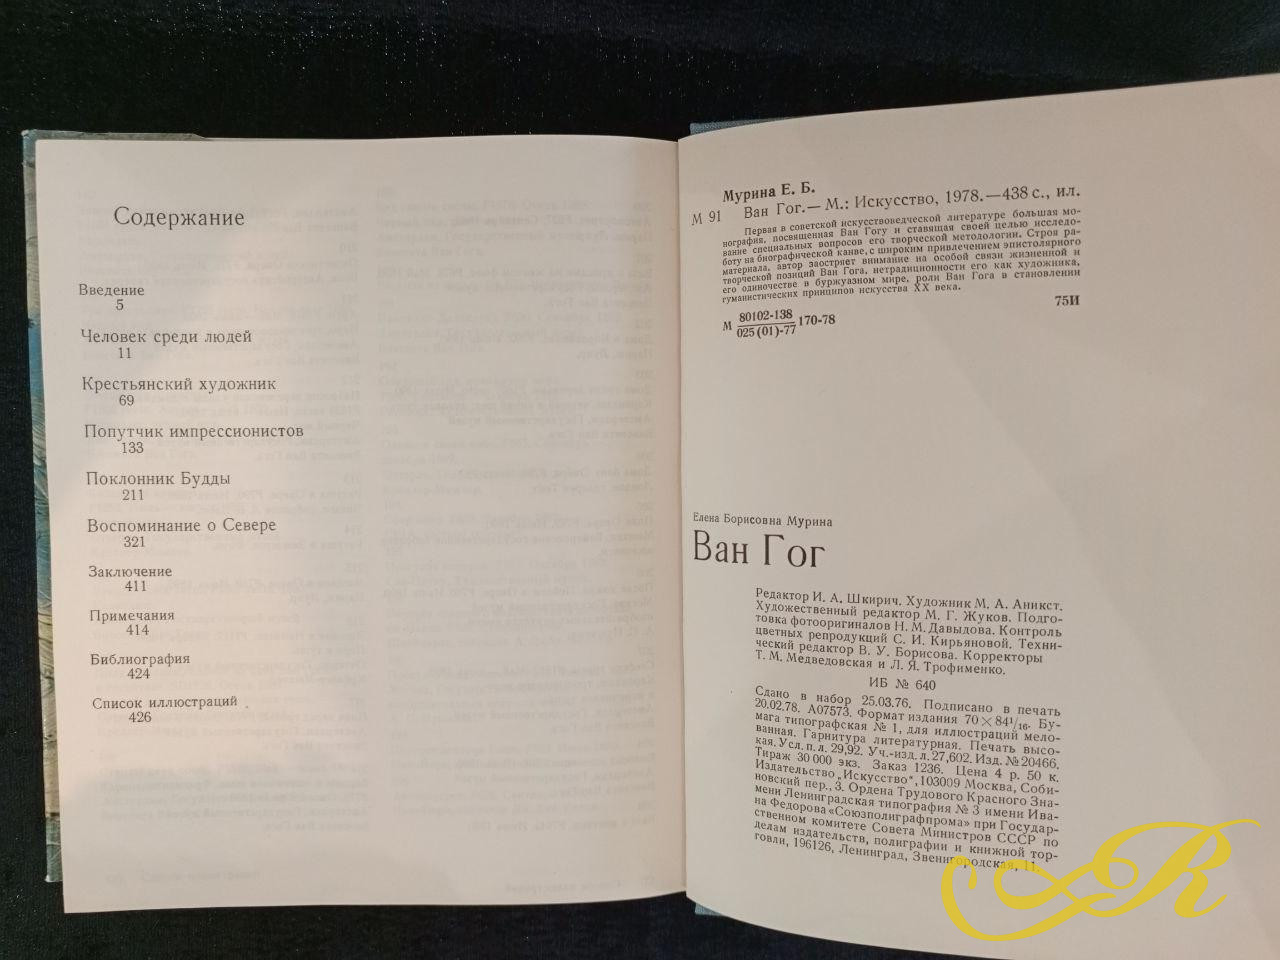 Содержание
Введение
5
Человек среди людей
11
Крестьянский художник
69
Попутчик импрессионистов
133
Поклонник Будды
211
Воспоминание о Севере
321
Заключение
411
Примечания
414
Библиография
424
Список иллюстраций
426
Мурина Е. Б.
М 91 Ван Гог.— М.: Искусство, 1978.—438 с., ил.
Первая в советской искусствоведческой литературе большая мо-
нография, посвященная Ван Гогу и ставящая своей целью исследо-
вание специальных вопросов его творческой методологии. Строя ра-
боту на биографической канве, с широким привлечением эпистолярного
материала, автор заостряет внимание на особой связи жизненной и
творческой позиций Ван Гога, нетрадиционности его как художника,
его одиночестве в буржуазном мире, роли Ван Гога в становлении
гуманистических принципов искусства XX века.
75И
М 80102-138
025(01)-77 170-78
Елена Борисовна Мурина
Ван Гог
Редактор И. А. Шкирич. Художник М. А. Аникст.
Художественный редактор М. Г. Жуков. Подго-
товка фотооригиналов Н. М. Давыдова. Контроль
цветных репродукций С. И. Кирьяновой. Техни-
ческий редактор В. У. Борисова. Корректоры
Т. М. Медведовская и Л. Я. Трофименко.
ИБ № 640
Сдано в набор 25.03.76. Подписано в печать
20.02.78. А07573. Формат издания 70×84¹/₁₆. Бу-
мага типографская № 1, для иллюстраций мело-
ванная. Гарнитура литературная. Печать высо-
кая. Усл. п. л. 29,92. Уч.-изд. л. 27,602. Изд. № 20466.
Тираж 30 000 экз. Заказ 1236. Цена 4 р. 50 к.
Издательство „Искусство“, 103009 Москва, Соби-
новский пер., 3. Ордена Трудового Красного Зна-
мени Ленинградская типография № 3 имени Ива-
на Федорова «Союзполиграфпрома» при Государ-
ственном комитете Совета Министров СССР по
делам издательств, полиграфии и книжной тор-
говли, 196126, Ленинград, Звенигородская, 11.